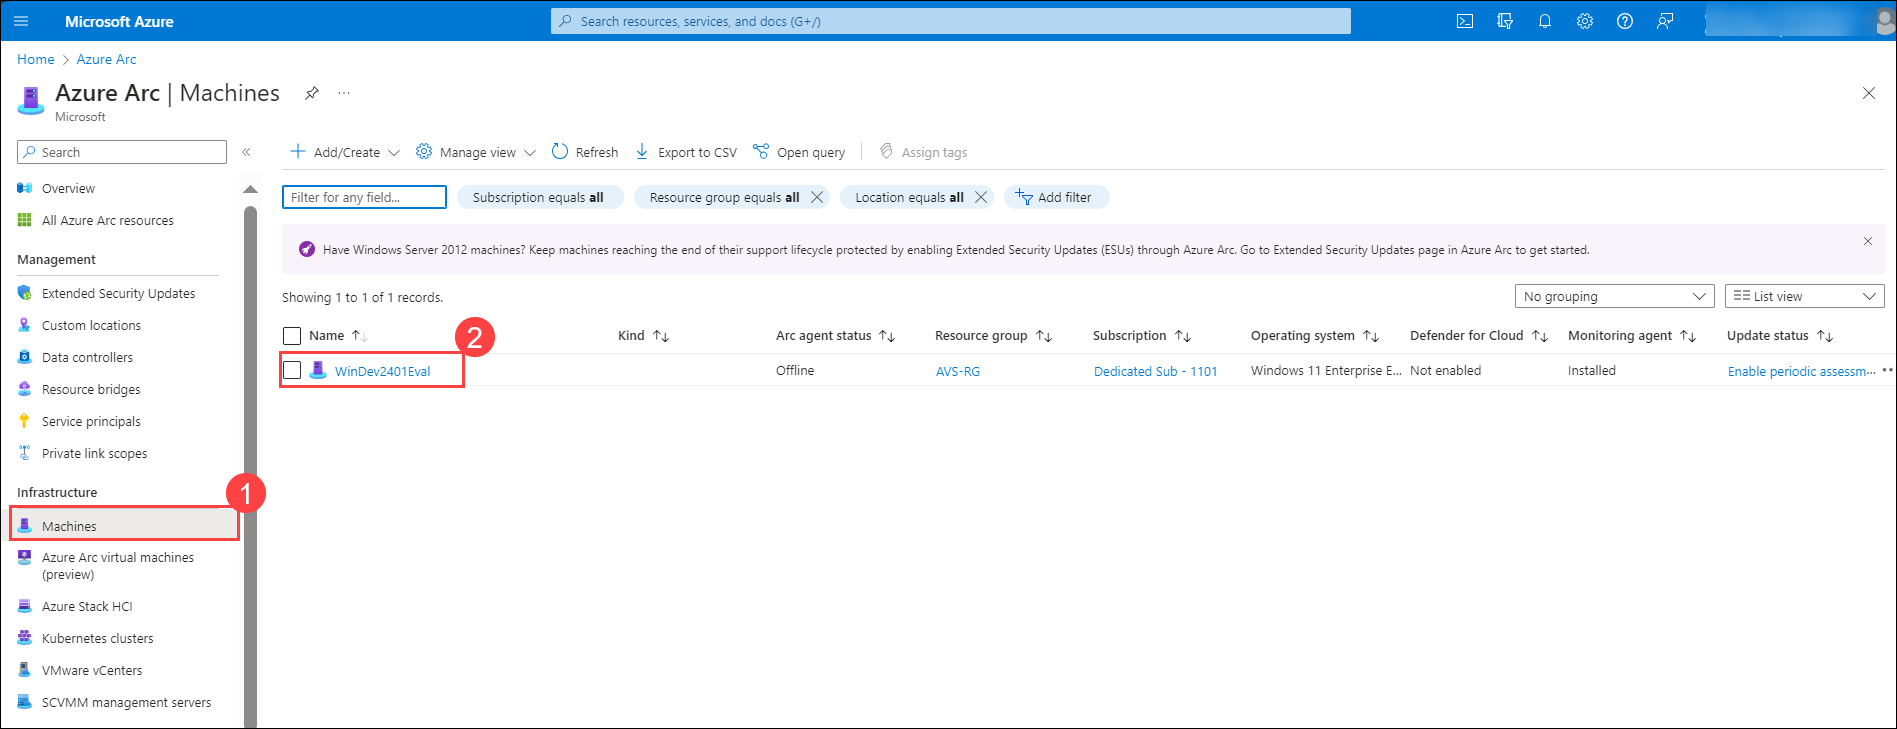 Microsoft Azure
Search resources, services, and docs (G+/)
Home > Azure Arc
Azure Arc | Machines
Microsoft
Search
«
Overview
All Azure Arc resources
Management
Extended Security Updates
Custom locations
Data controllers
Resource bridges
Service principals
Private link scopes
Infrastructure
1
Machines
Azure Arc virtual machines
(preview)
Azure Stack HCI
Kubernetes clusters
VMware vCenters
SCVMM management servers
Add/Create Manage view Refresh Export to CSV Open query Assign tags
Filter for any field... Subscription equals all Resource group equals all Location equals all Add filter
Have Windows Server 2012 machines? Keep machines reaching the end of their support lifecycle protected by enabling Extended Security Updates (ESUs) through Azure Arc. Go to Extended Security Updates page in Azure Arc to get started.
Showing 1 to 1 of 1 records. No grouping List view
Name Kind Arc agent status Resource group Subscription Operating system Defender for Cloud Monitoring agent Update status
2
WinDev2401Eval Offline AVS-RG Dedicated Sub - 1101 Windows 11 Enterprise E... Not enabled Installed Enable periodic assessm...